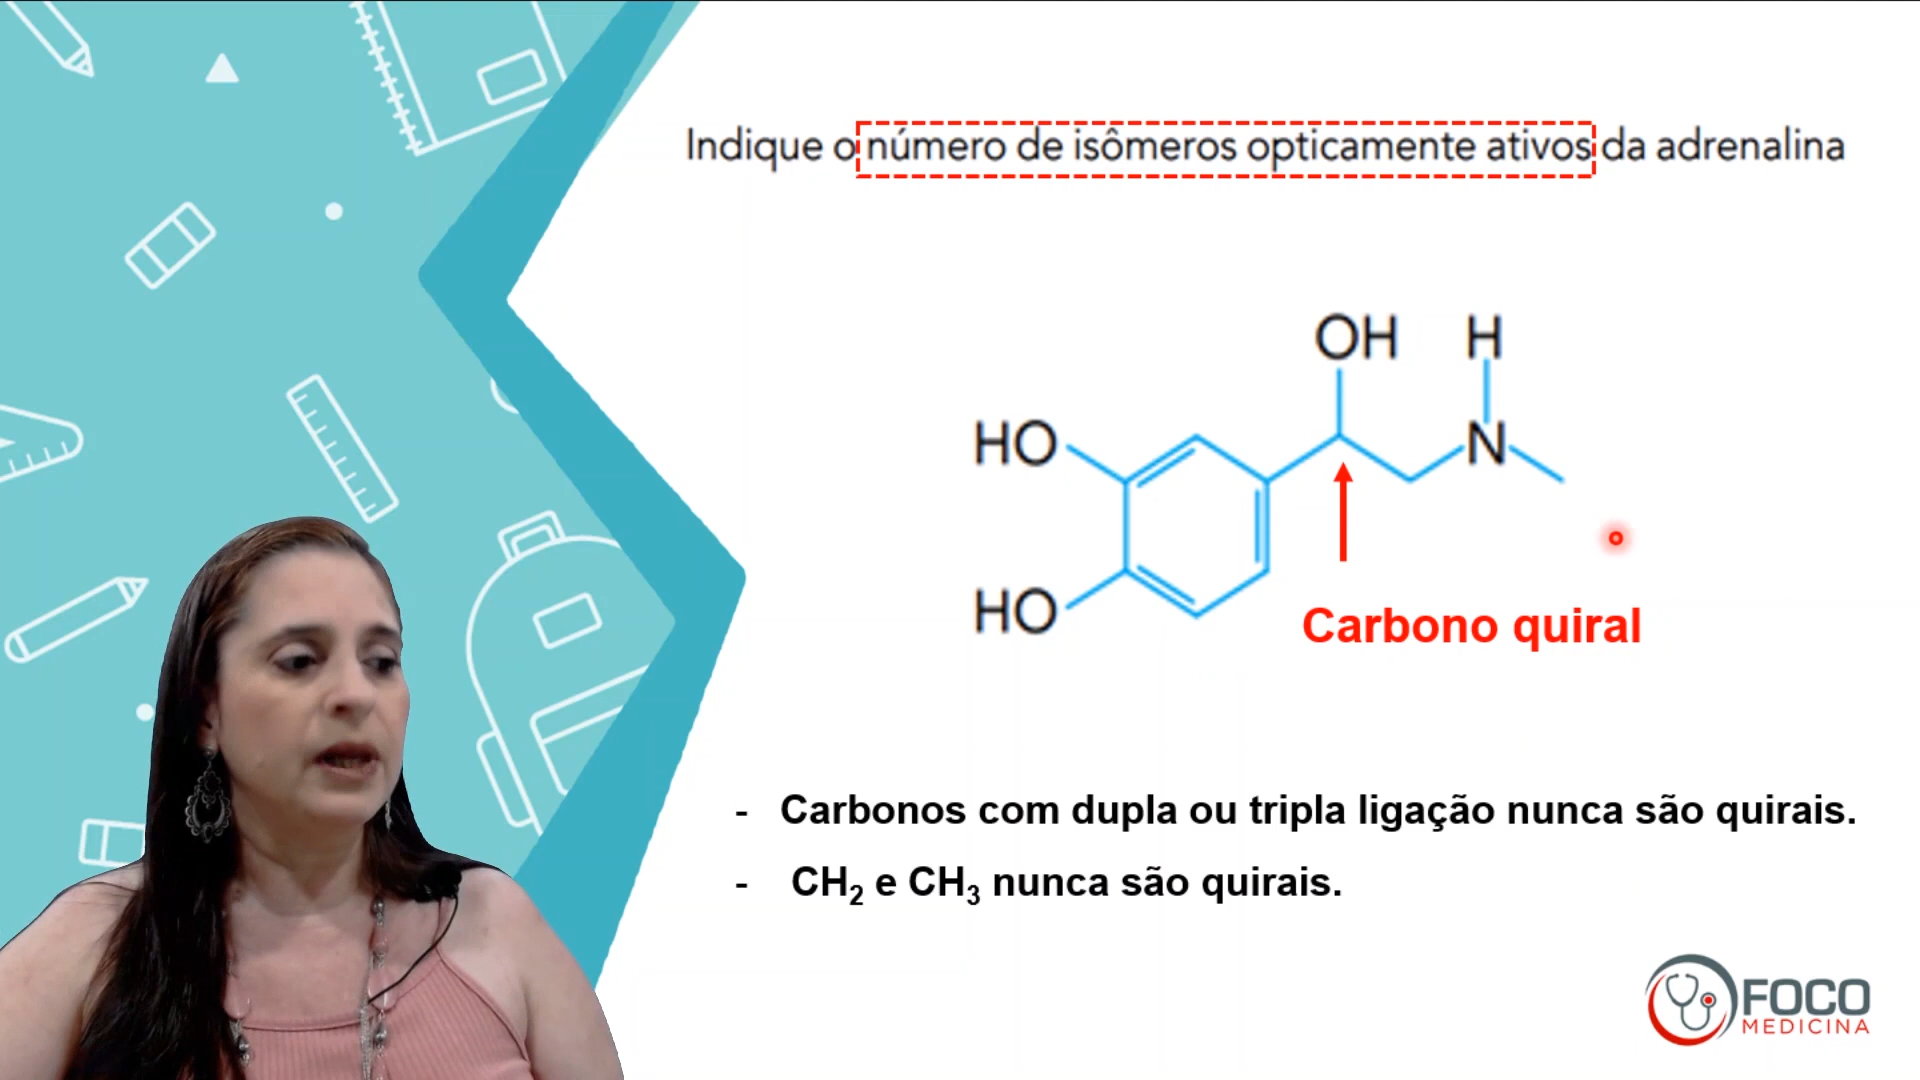 Indique o número de isômeros opticamente ativos da adrenalina
OH H
HO N
HO
Carbono quiral
- Carbonos com dupla ou tripla ligação nunca são quirais.
- CH₂ e CH₃ nunca são quirais.
FOCO
MEDICINA